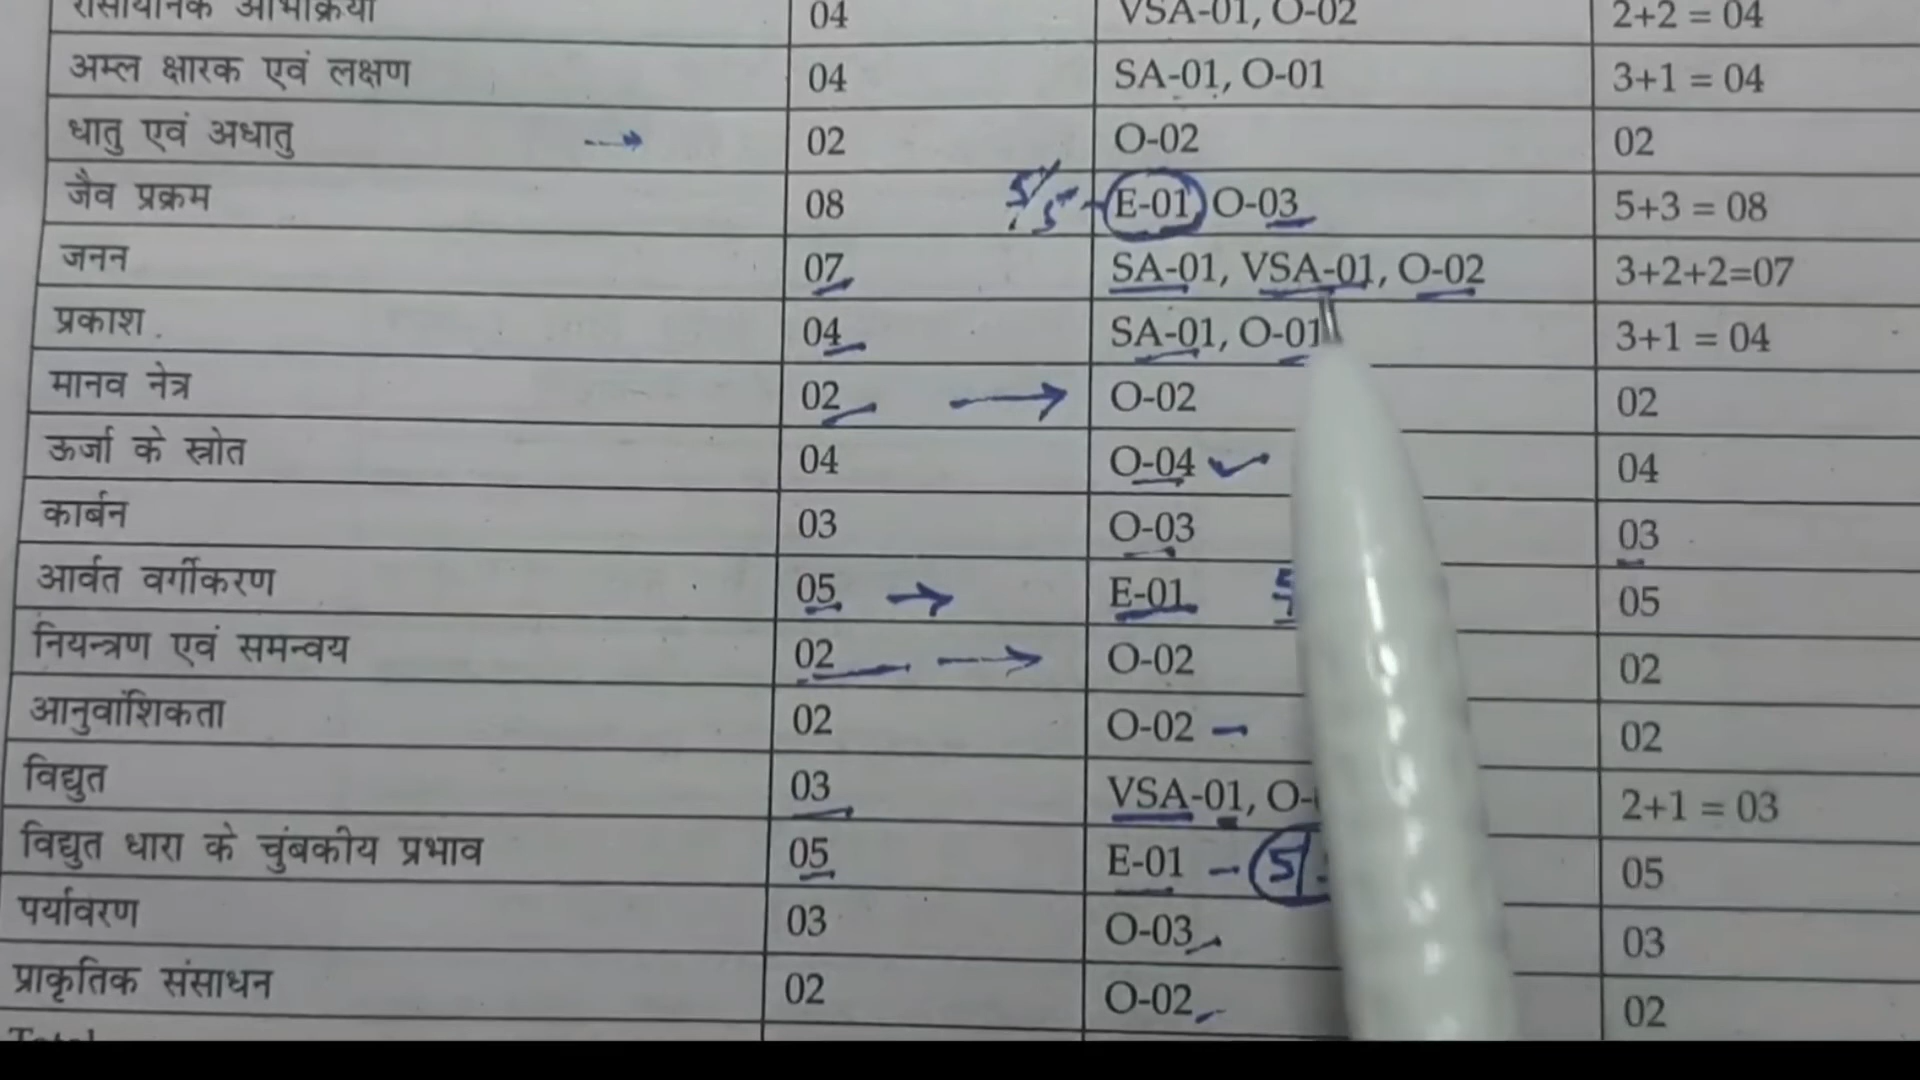 रासायनिक अभिक्रिया 04 VSA-01, O-02 2+2 = 04
अम्ल क्षारक एवं लक्षण 04 SA-01, O-01 3+1 = 04
धातु एवं अधातु 02 O-02 02
जैव प्रक्रम 08 5/5 E-01 O-03 5+3 = 08
जनन 07 SA-01, VSA-01, O-02 3+2+2=07
प्रकाश 04 SA-01, O-01 3+1 = 04
मानव नेत्र 02 O-02 02
ऊर्जा के स्त्रोत 04 O-04 04
कार्बन 03 O-03 03
आर्वत वर्गीकरण 05 E-01 05
नियन्त्रण एवं समन्वय 02 O-02 02
आनुवांशिकता 02 O-02 02
विद्युत 03 VSA-01, O- 2+1 = 03
विद्युत धारा के चुंबकीय प्रभाव 05 E-01 5/ 05
पर्यावरण 03 O-03 03
प्राकृतिक संसाधन 02 O-02 02
Total